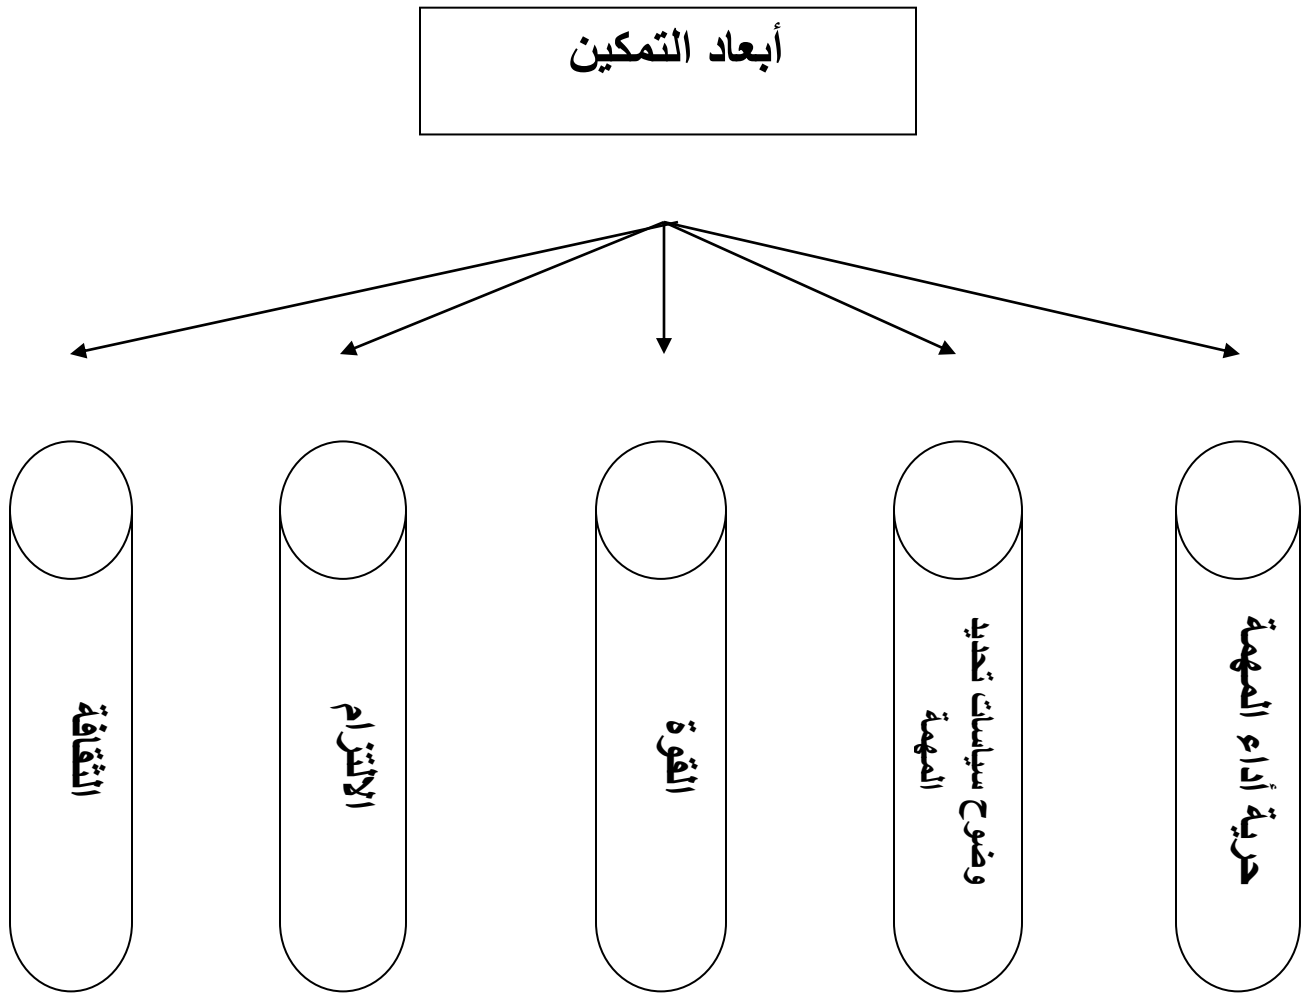 أبعاد التمكين
حرية أداء المهمة
وضوح سياسات تحديد
المهمة
القوة
الالتزام
الثقافة